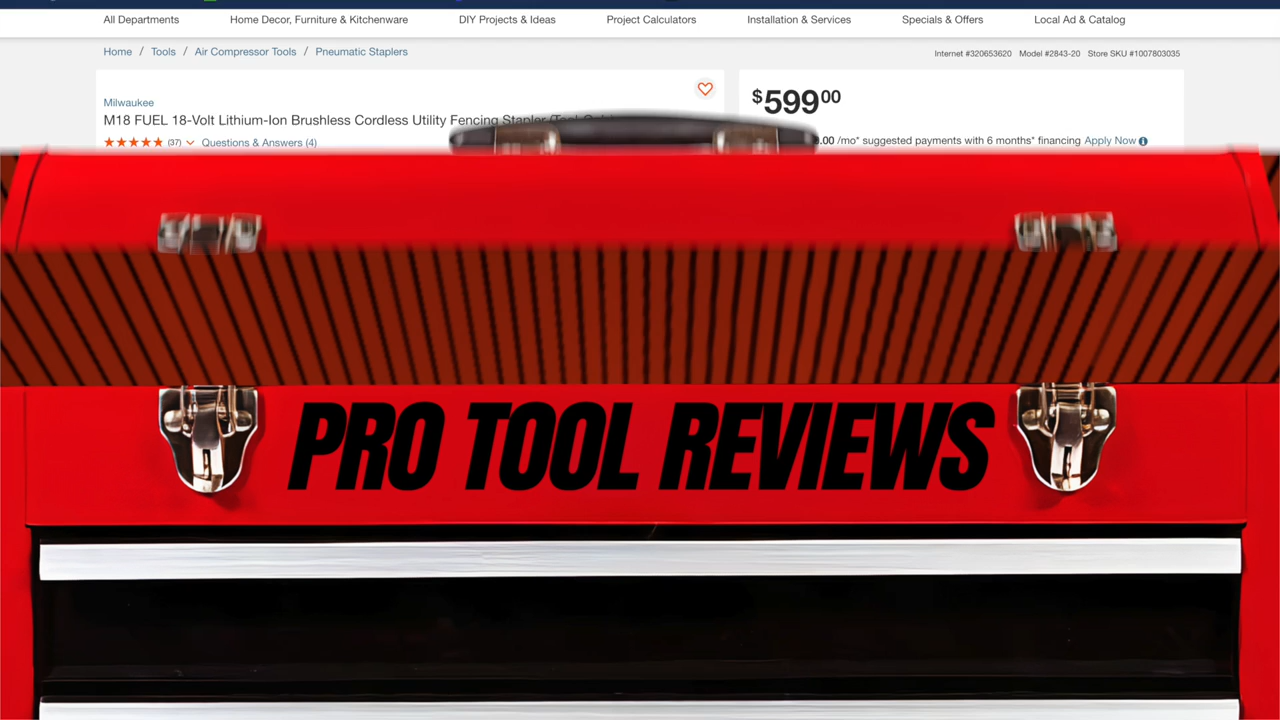 All Departments
Home Decor, Furniture & Kitchenware
DIY Projects & Ideas
Project Calculators
Installation & Services
Specials & Offers
Local Ad & Catalog
Home / Tools / Air Compressor Tools / Pneumatic Staplers
Internet #320653620 Model #2843-20 Store SKU #1007803035
Milwaukee
M18 FUEL 18-Volt Lithium-Ion Brushless Cordless Utility Fencing Stapler (Tool-Only)
(37) Questions & Answers (4)
$59900
.00 /mo* suggested payments with 6 months* financing Apply Now
PRO TOOL REVIEWS